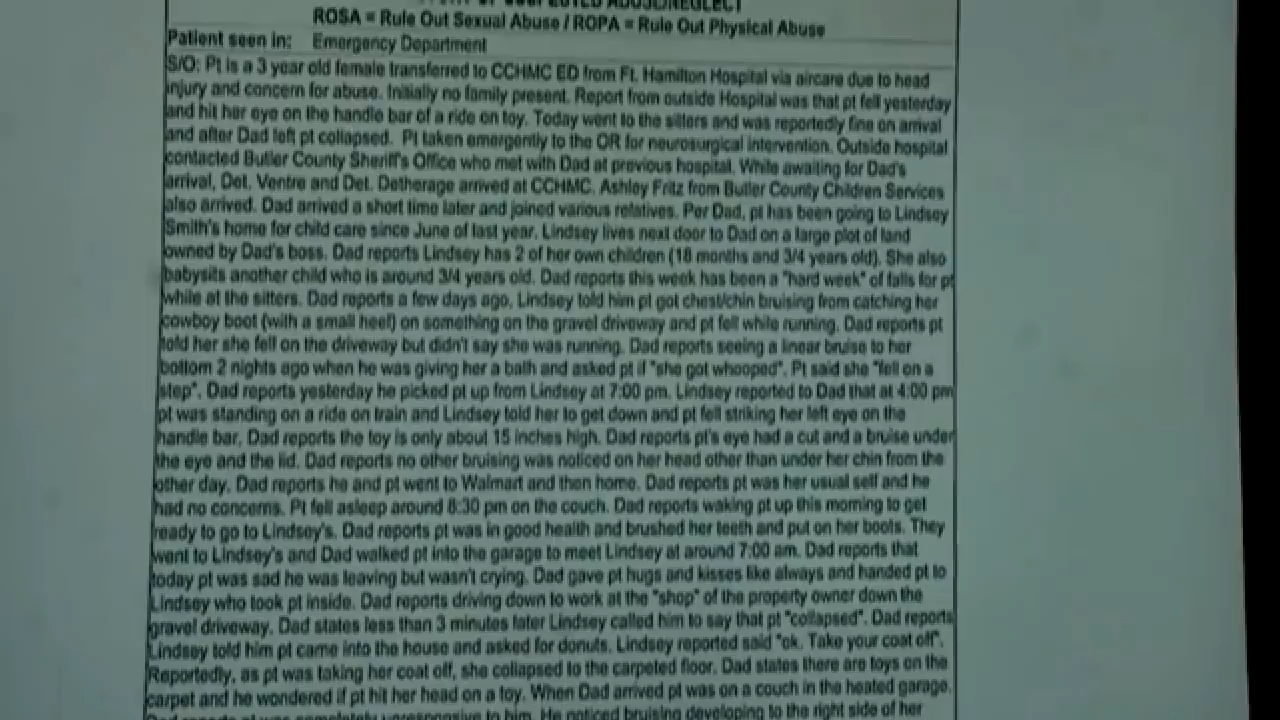 SUSPECTED ABUSE/NEGLECT
ROSA = Rule Out Sexual Abuse / ROPA = Rule Out Physical Abuse
Patient seen in: Emergency Department
S/O: Pt is a 3 year old female transferred to CCHMC ED from Ft. Hamilton Hospital via aircare due to head
injury and concern for abuse. Initially no family present. Report from outside Hospital was that pt fell yesterday
and hit her eye on the handle bar of a ride on toy. Today went to the sitters and was reportedly fine on arrival
and after Dad left pt collapsed. Pt taken emergently to the OR for neurosurgical intervention. Outside hospital
contacted Butler County Sheriff's Office who met with Dad at previous hospital. While awaiting for Dad's
arrival, Det. Ventre and Det. Detherage arrived at CCHMC. Ashley Fritz from Butler County Children Services
also arrived. Dad arrived a short time later and joined various relatives. Per Dad, pt has been going to Lindsey
Smith's home for child care since June of last year. Lindsey lives next door to Dad on a large plot of land
owned by Dad's boss. Dad reports Lindsey has 2 of her own children (18 months and 3/4 years old). She also
babysits another child who is around 3/4 years old. Dad reports this week has been a "hard week" of falls for pt
while at the sitters. Dad reports a few days ago, Lindsey told him pt got chest/chin bruising from catching her
cowboy boot (with a small heel) on something on the gravel driveway and pt fell while running. Dad reports pt
told her she fell on the driveway but didn't say she was running. Dad reports seeing a linear bruise to her
bottom 2 nights ago when he was giving her a bath and asked pt if "she got whooped". Pt said she "fell on a
step". Dad reports yesterday he picked pt up from Lindsey at 7:00 pm. Lindsey reported to Dad that at 4:00 pm
pt was standing on a ride on train and Lindsey told her to get down and pt fell striking her left eye on the
handle bar. Dad reports the toy is only about 15 inches high. Dad reports pt's eye had a cut and a bruise under
the eye and the lid. Dad reports no other bruising was noticed on her head other than under her chin from the
other day. Dad reports he and pt went to Walmart and then home. Dad reports pt was her usual self and he
had no concerns. Pt fell asleep around 8:30 pm on the couch. Dad reports waking pt up this morning to get
ready to go to Lindsey's. Dad reports pt was in good health and brushed her teeth and put on her boots. They
went to Lindsey's and Dad walked pt into the garage to meet Lindsey at around 7:00 am. Dad reports that
today pt was sad he was leaving but wasn't crying. Dad gave pt hugs and kisses like always and handed pt to
Lindsey who took pt inside. Dad reports driving down to work at the "shop" of the property owner down the
gravel driveway. Dad states less than 3 minutes later Lindsey called him to say that pt "collapsed". Dad reports
Lindsey told him pt came into the house and asked for donuts. Lindsey reported said "ok. Take your coat off".
Reportedly, as pt was taking her coat off, she collapsed to the carpeted floor. Dad states there are toys on the
carpet and he wondered if pt hit her head on a toy. When Dad arrived pt was on a couch in the heated garage.
Dad reports pt was completely unresponsive to him. He noticed bruising developing to the right side of her